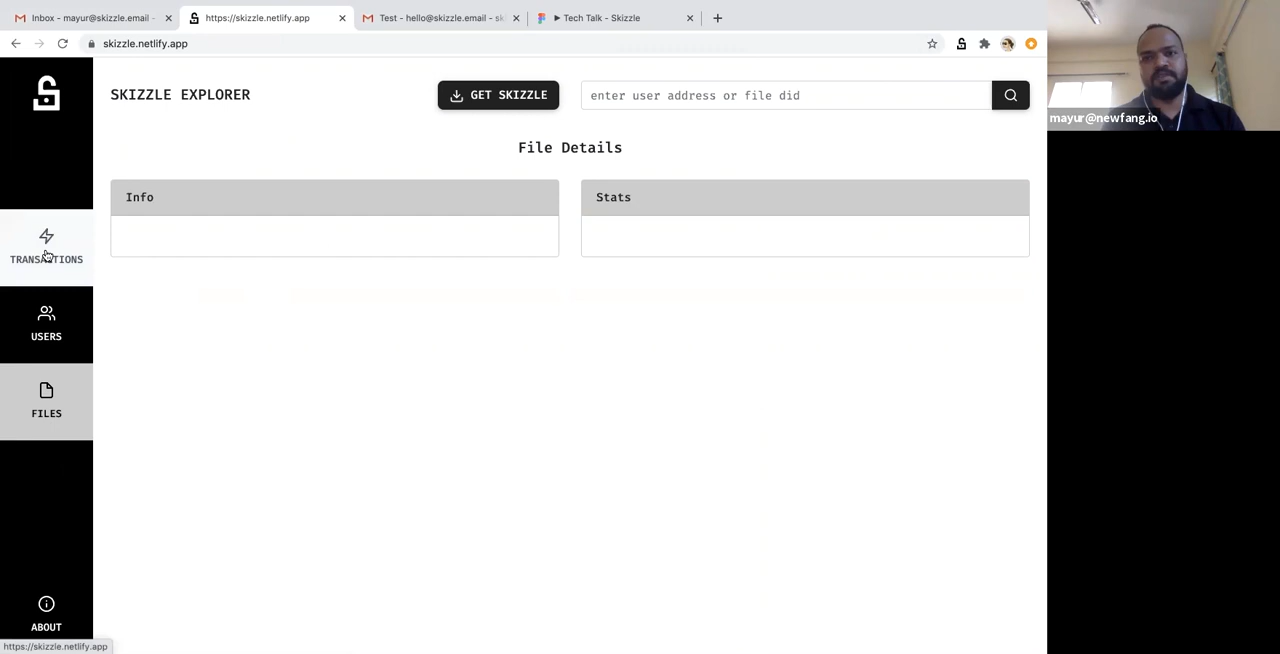 Inbox - mayur@skizzle.email -
https://skizzle.netlify.app
Test - hello@skizzle.email - sk
Tech Talk - Skizzle
skizzle.netlify.app
mayur@newfang.io
SKIZZLE EXPLORER
GET SKIZZLE
enter user address or file did
File Details
Info
Stats
TRANSACTIONS
USERS
FILES
ABOUT
https://skizzle.netlify.app